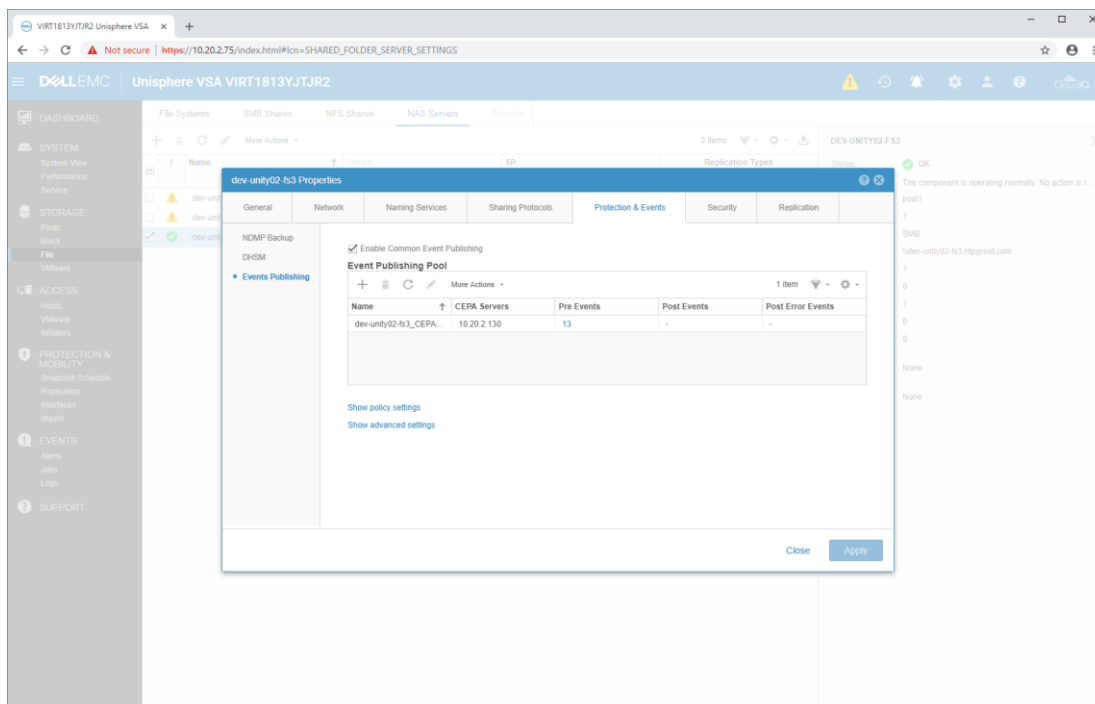 VIRT1813YJTJR2 Unisphere VSA
Not secure | https://10.20.2.75/index.html#lcn=SHARED_FOLDER_SERVER_SETTINGS
DELLEMC Unisphere VSA VIRT1813YJTJR2 CloudIQ
DASHBOARD
SYSTEM
System View
Performance
Service
STORAGE
Pools
Block
File
VMware
ACCESS
Hosts
VMware
Initiators
PROTECTION &
MOBILITY
Snapshot Schedule
Replication
Interfaces
Import
EVENTS
Alerts
Jobs
Logs
SUPPORT
File Systems SMB Shares NFS Shares NAS Servers Tenants
More Actions 3 items
! Name Tenant SP Replication Types
dev-unit
dev-unit
dev-unit
DEV-UNITY02-FS3
Status: OK
The component is operating normally. No action is r...
pool1
1
SMB
\\dev-unity02-fs3.ntpgreat.com
1
0
1
0
0
None
None
dev-unity02-fs3 Properties
General Network Naming Services Sharing Protocols Protection & Events Security Replication
NDMP Backup
DHSM
Events Publishing
Enable Common Event Publishing
Event Publishing Pool
More Actions 1 item
Name CEPA Servers Pre Events Post Events Post Error Events
dev-unity02-fs3_CEPA... 10.20.2.130 13 - -
Show policy settings
Show advanced settings
Close Apply